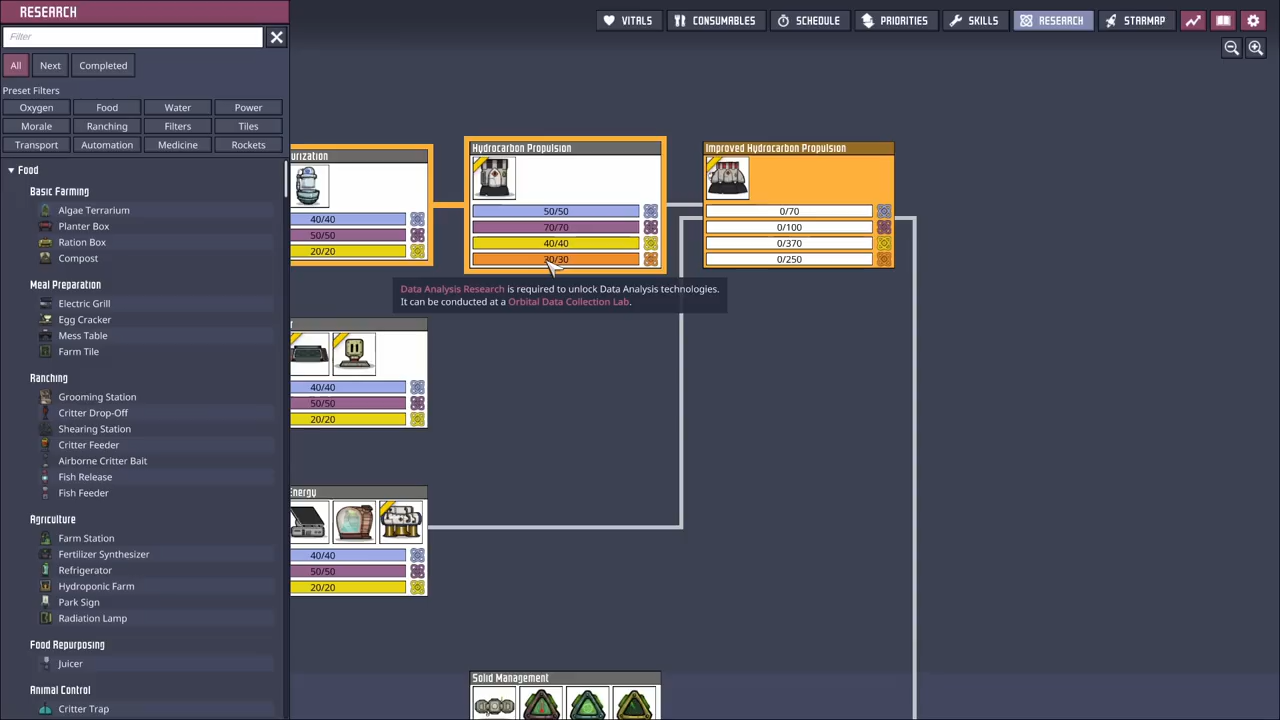 RESEARCH
VITALS
CONSUMABLES
SCHEDULE
PRIORITIES
SKILLS
RESEARCH
STARMAP
Filter
All
Next
Completed
Preset Filters
Oxygen
Food
Water
Power
Morale
Ranching
Filters
Tiles
Transport
Automation
Medicine
Rockets
Food
Basic Farming
Algae Terrarium
Planter Box
Ration Box
Compost
Meal Preparation
Electric Grill
Egg Cracker
Mess Table
Farm Tile
Ranching
Grooming Station
Critter Drop-Off
Shearing Station
Critter Feeder
Airborne Critter Bait
Fish Release
Fish Feeder
Agriculture
Farm Station
Fertilizer Synthesizer
Refrigerator
Hydroponic Farm
Park Sign
Radiation Lamp
Food Repurposing
Juicer
Animal Control
Critter Trap
urization
40/40
50/50
20/20
Hydrocarbon Propulsion
50/50
70/70
40/40
30/30
Improved Hydrocarbon Propulsion
0/70
0/100
0/370
0/250
Data Analysis Research is required to unlock Data Analysis technologies.
It can be conducted at a Orbital Data Collection Lab.
r
40/40
50/50
20/20
Energy
40/40
50/50
20/20
Solid Management